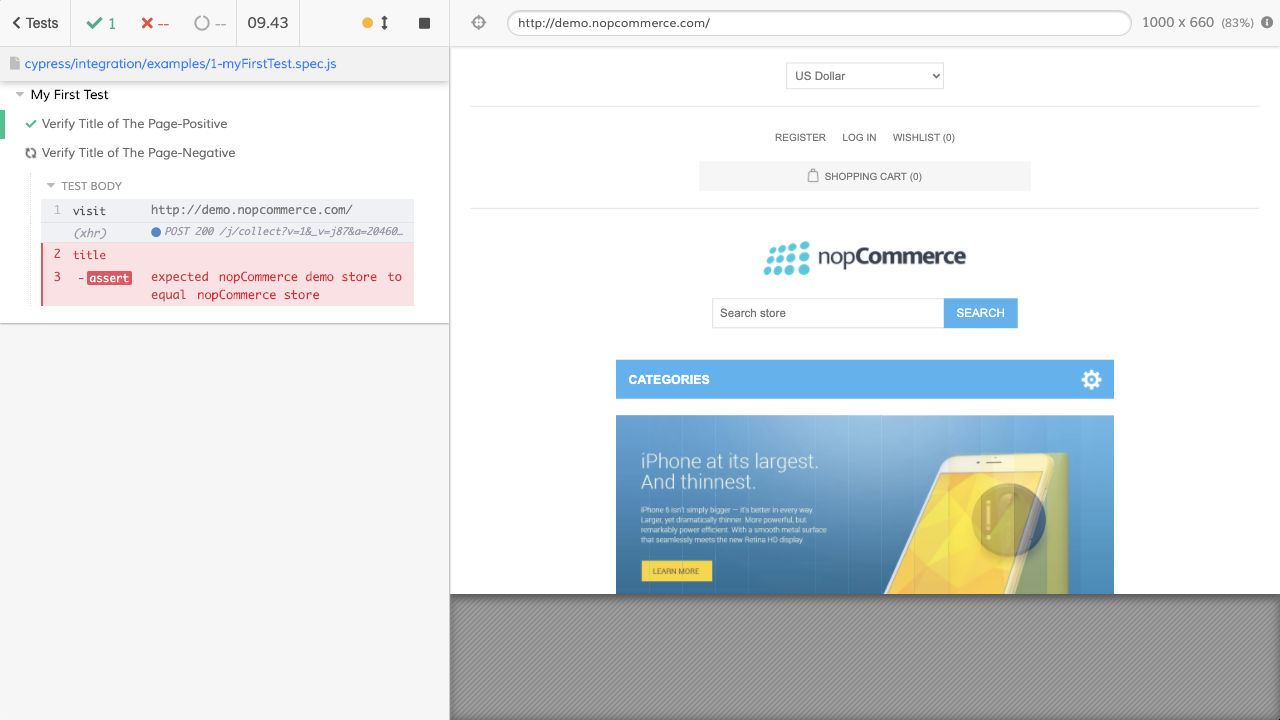 Tests
1
--
--
09.43
http://demo.nopcommerce.com/
1000 x 660 (83%)
cypress/integration/examples/1-myFirstTest.spec.js
My First Test
Verify Title of The Page-Positive
Verify Title of The Page-Negative
TEST BODY
1 visit http://demo.nopcommerce.com/
(xhr) POST 200 /j/collect?v=1&_v=j87&a=20460…
2 title
3 - assert expected nopCommerce demo store to
equal nopCommerce store
US Dollar
REGISTER LOG IN WISHLIST (0)
SHOPPING CART (0)
nopCommerce
Search store SEARCH
CATEGORIES
iPhone at its largest.
And thinnest.
iPhone 6 isn't simply bigger – it's better in every way.
Larger, yet dramatically thinner. More powerful, but
remarkably power efficient. With a smooth metal surface
that seamlessly meets the new Retina HD display.
LEARN MORE